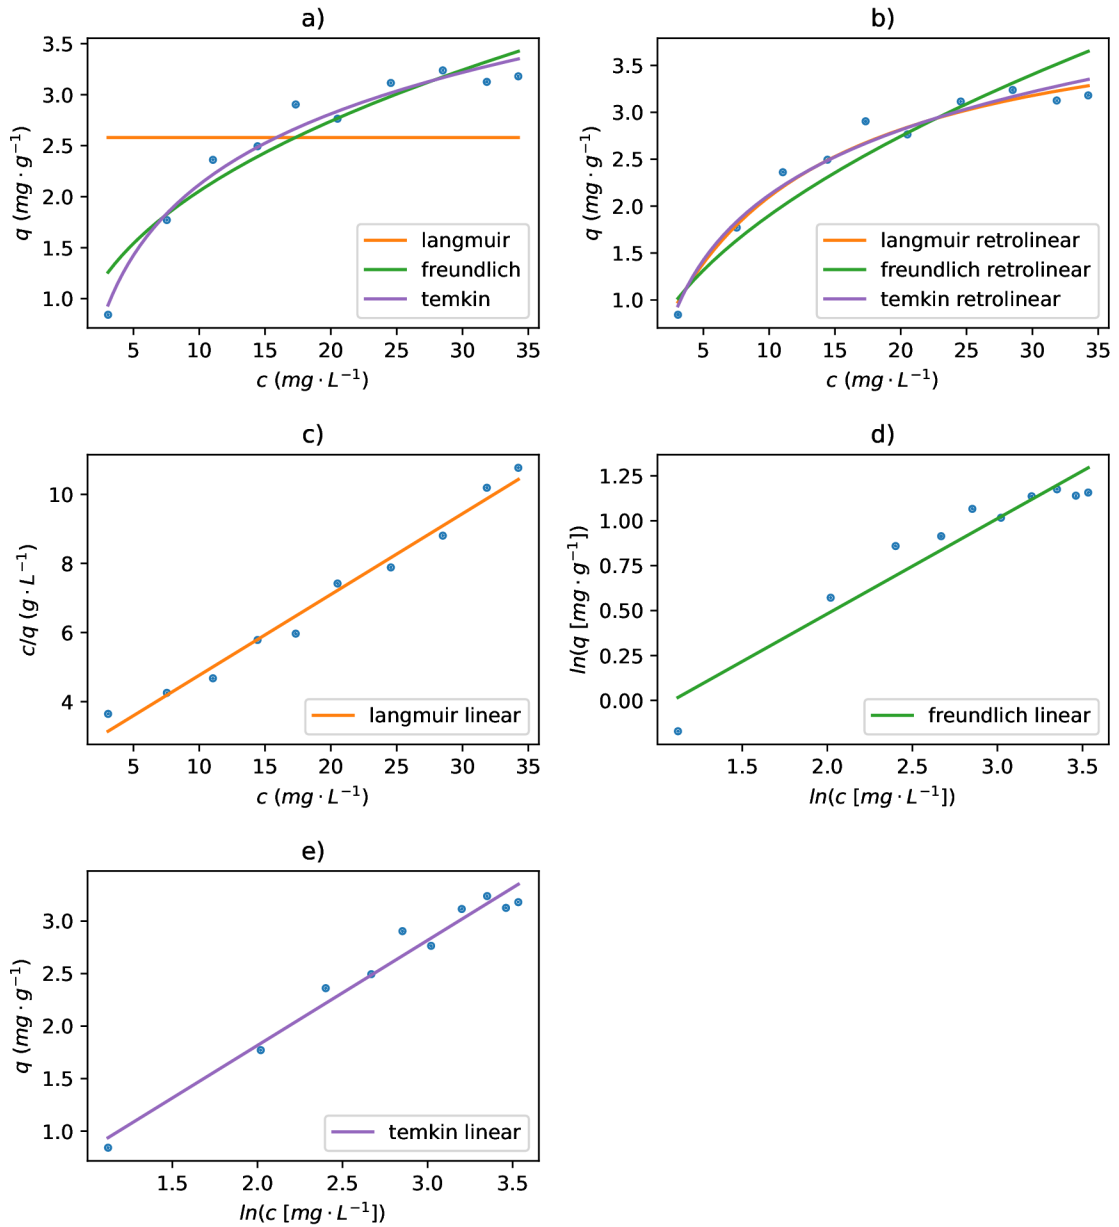 a)
3.5
3.0
2.5
2.0
1.5
1.0
q (mg · g⁻¹)
langmuir
freundlich
temkin
5 10 15 20 25 30 35
c (mg · L⁻¹)
b)
3.5
3.0
2.5
2.0
1.5
1.0
q (mg · g⁻¹)
langmuir retrolinear
freundlich retrolinear
temkin retrolinear
5 10 15 20 25 30 35
c (mg · L⁻¹)
c)
10
8
6
4
c/q (g · L⁻¹)
langmuir linear
5 10 15 20 25 30 35
c (mg · L⁻¹)
d)
1.25
1.00
0.75
0.50
0.25
0.00
ln(q [mg · g⁻¹])
freundlich linear
1.5 2.0 2.5 3.0 3.5
ln(c [mg · L⁻¹])
e)
3.0
2.5
2.0
1.5
1.0
q (mg · g⁻¹)
temkin linear
1.5 2.0 2.5 3.0 3.5
ln(c [mg · L⁻¹])